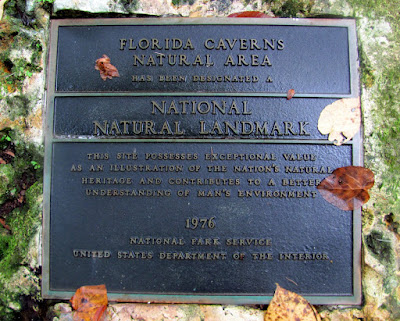 FLORIDA CAVERNS
NATURAL AREA
HAS BEEN DESIGNATED A
NATIONAL
NATURAL LANDMARK
THIS SITE POSSESSES EXCEPTIONAL VALUE
AS AN ILLUSTRATION OF THE NATION'S NATURAL
HERITAGE AND CONTRIBUTES TO A BETTER
UNDERSTANDING OF MAN'S ENVIRONMENT
1976
NATIONAL PARK SERVICE
UNITED STATES DEPARTMENT OF THE INTERIOR